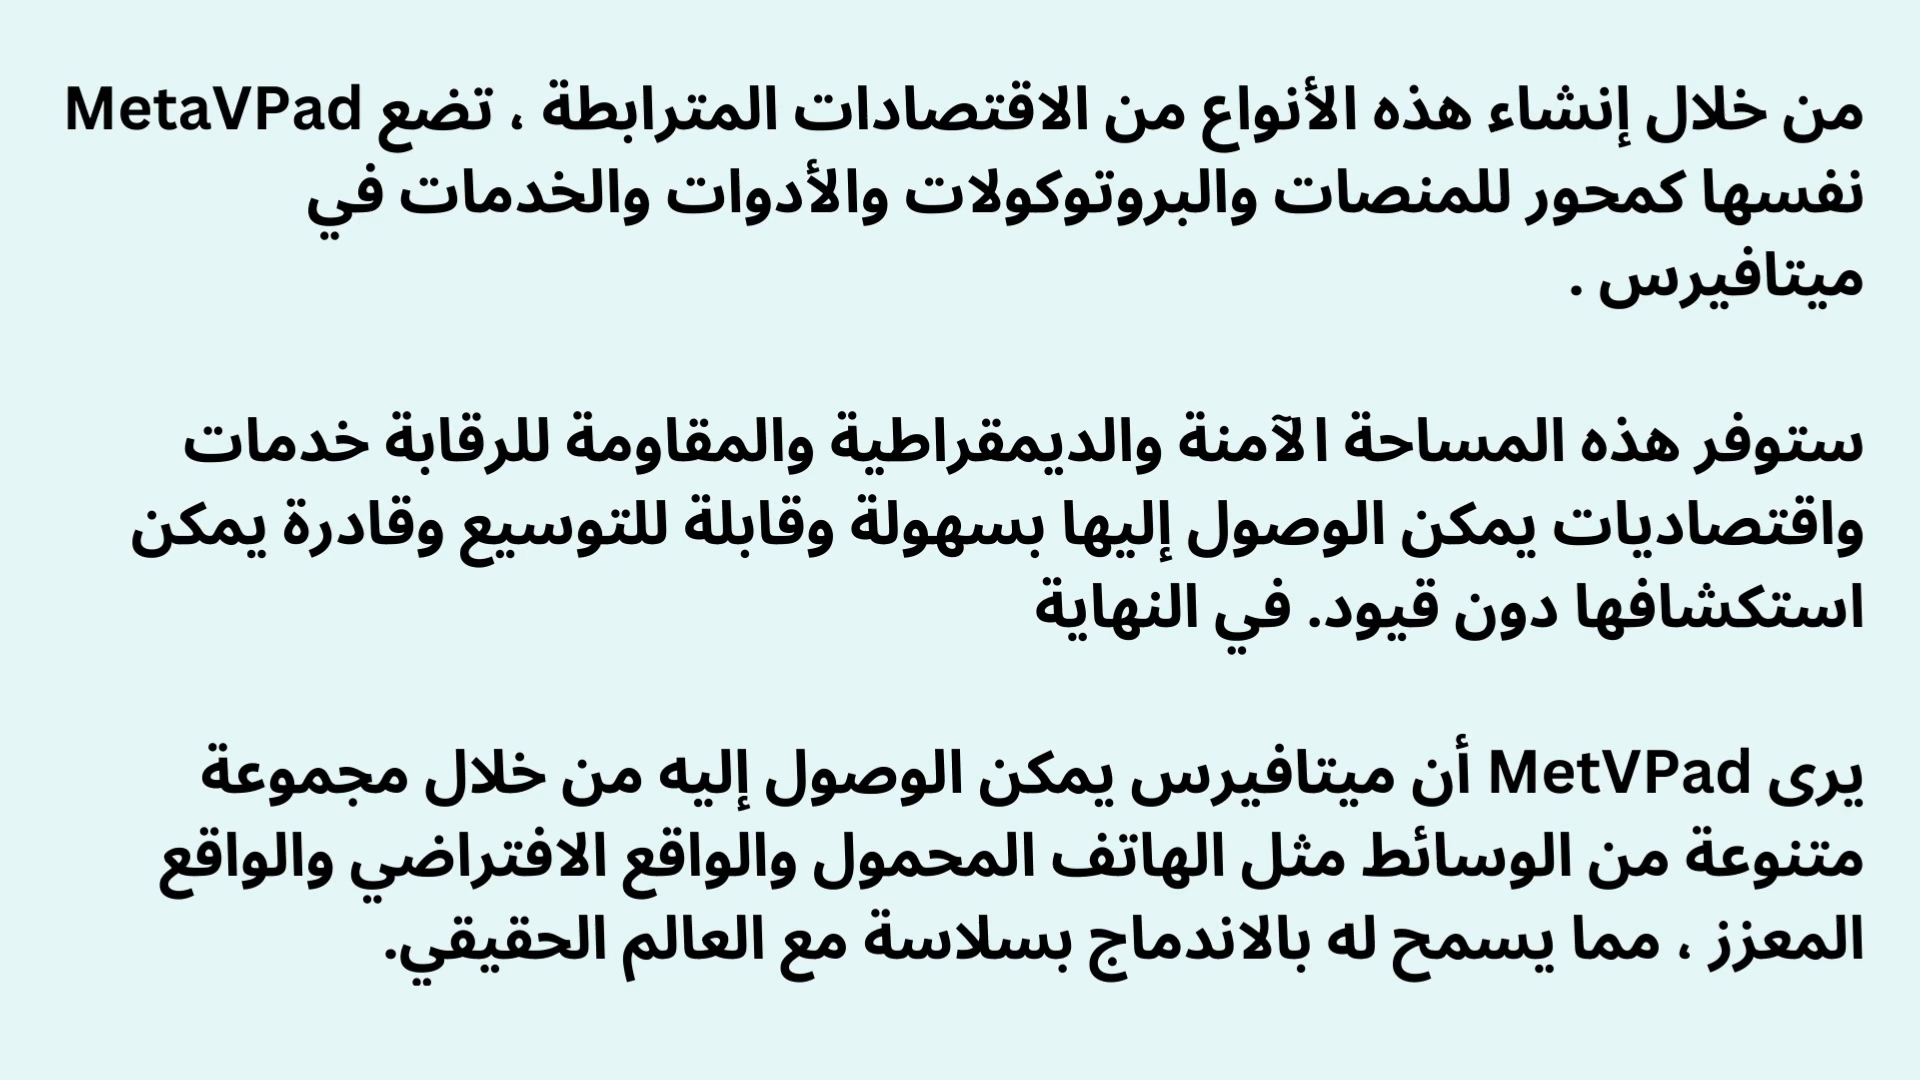 من خلال إنشاء هذه الأنواع من الاقتصادات المترابطة ، تضع MetaVPad
نفسها كمحور للمنصات والبروتوكولات والأدوات والخدمات في
ميتافيرس .
ستوفر هذه المساحة الآمنة والديمقراطية والمقاومة للرقابة خدمات
واقتصاديات يمكن الوصول إليها بسهولة وقابلة للتوسيع وقادرة يمكن
استكشافها دون قيود. في النهاية
يرى MetVPad أن ميتافيرس يمكن الوصول إليه من خلال مجموعة
متنوعة من الوسائط مثل الهاتف المحمول والواقع الافتراضي والواقع
المعزز ، مما يسمح له بالاندماج بسلاسة مع العالم الحقيقي.